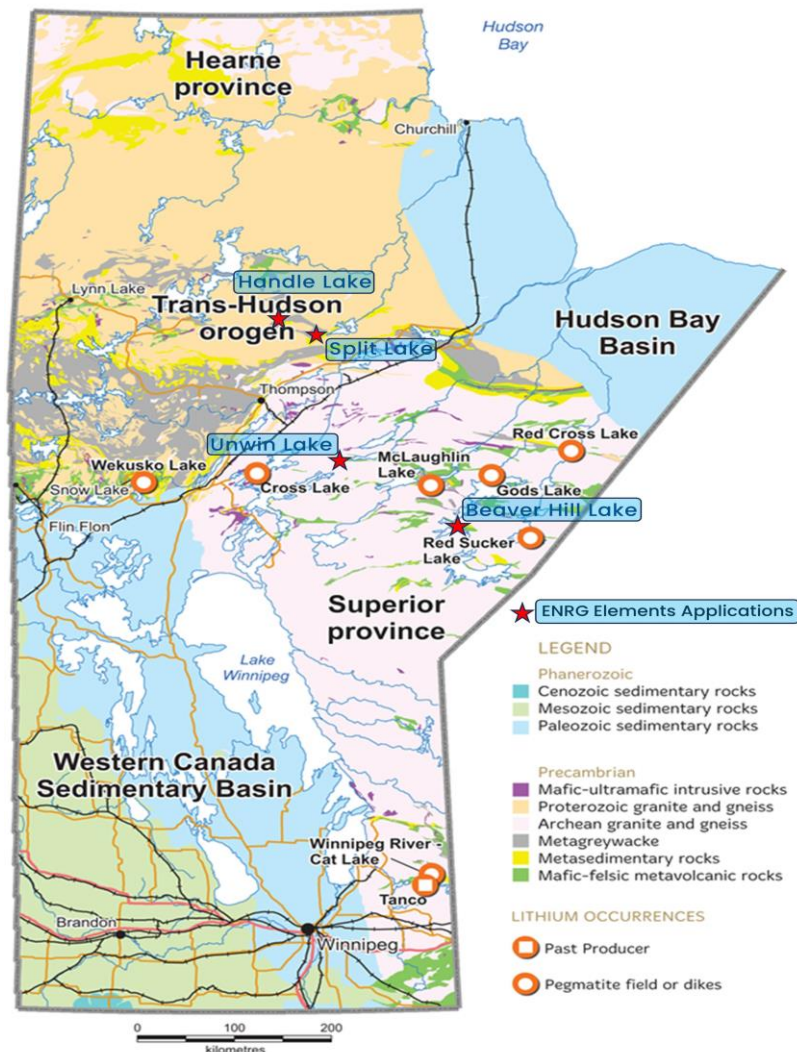 Hudson
Bay
Hearne
province
Churchill
Handle Lake
Lynn Lake
Trans-Hudson
orogen
Split Lake
Hudson Bay
Basin
Thompson
Unwin Lake
Red Cross Lake
McLaughlin
Lake
Wekusko Lake
Cross Lake
Gods Lake
Snow Lake
Beaver Hill Lake
Flin Flon
Red Sucker
Lake
Superior
province
ENRG Elements Applications
Lake
Winnipeg
LEGEND
Phanerozoic
Cenozoic sedimentary rocks
Mesozoic sedimentary rocks
Paleozoic sedimentary rocks
Western Canada
Sedimentary Basin
Precambrian
Mafic-ultramafic intrusive rocks
Proterozoic granite and gneiss
Archean granite and gneiss
Metagreywacke
Metasedimentary rocks
Mafic-felsic metavolcanic rocks
Winnipeg River -
Cat Lake
Tanco
LITHIUM OCCURRENCES
Past Producer
Pegmatite field or dikes
Brandon
Winnipeg
0 100 200
kilometres